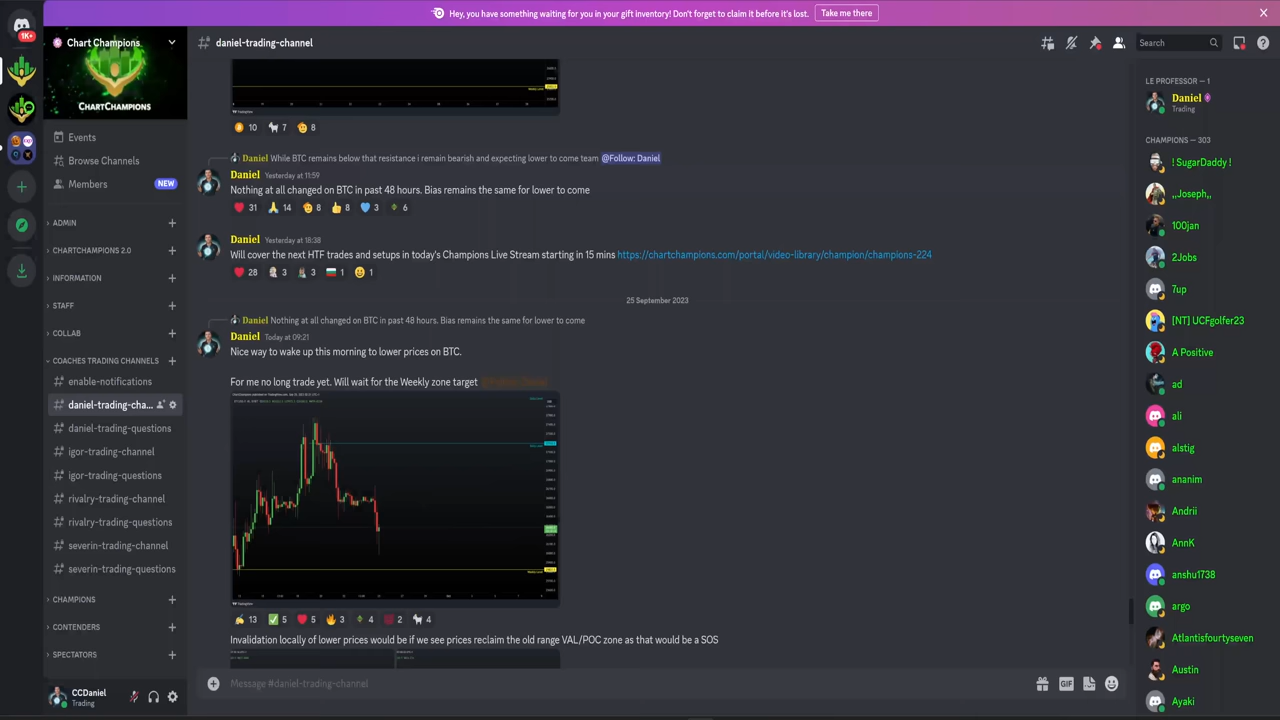 Hey, you have something waiting for you in your gift inventory! Don't forget to claim it before it's lost.
Take me there
1K+
Chart Champions
CHARTCHAMPIONS
Events
Browse Channels
Members
NEW
ADMIN
CHARTCHAMPIONS 2.0
INFORMATION
STAFF
COLLAB
COACHES TRADING CHANNELS
enable-notifications
daniel-trading-cha...
daniel-trading-questions
igor-trading-channel
igor-trading-questions
rivalry-trading-channel
rivalry-trading-questions
severin-trading-channel
severin-trading-questions
CHAMPIONS
CONTENDERS
SPECTATORS
CCDaniel
Trading
# daniel-trading-channel
Search
10 7 8
Daniel While BTC remains below that resistance i remain bearish and expecting lower to come team @Follow: Daniel
Daniel Yesterday at 11:59
Nothing at all changed on BTC in past 48 hours. Bias remains the same for lower to come
31 14 8 8 3 6
Daniel Yesterday at 18:38
Will cover the next HTF trades and setups in today's Champions Live Stream starting in 15 mins https://chartchampions.com/portal/video-library/champion/champions-224
28 3 3 1 1
25 September 2023
Daniel Nothing at all changed on BTC in past 48 hours. Bias remains the same for lower to come
Daniel Today at 09:21
Nice way to wake up this morning to lower prices on BTC.
For me no long trade yet. Will wait for the Weekly zone target
13 5 5 3 4 2 4
Invalidation locally of lower prices would be if we see prices reclaim the old range VAL/POC zone as that would be a SOS
Message #daniel-trading-channel
GIF
LE PROFESSOR — 1
Daniel
Trading
CHAMPIONS — 303
! SugarDaddy !
,,Joseph,,
100jan
2Jobs
7up
[NT] UCFgolfer23
A Positive
ad
ali
alstig
ananim
Andrii
AnnK
anshu1738
argo
Atlantisfourtyseven
Austin
Ayaki